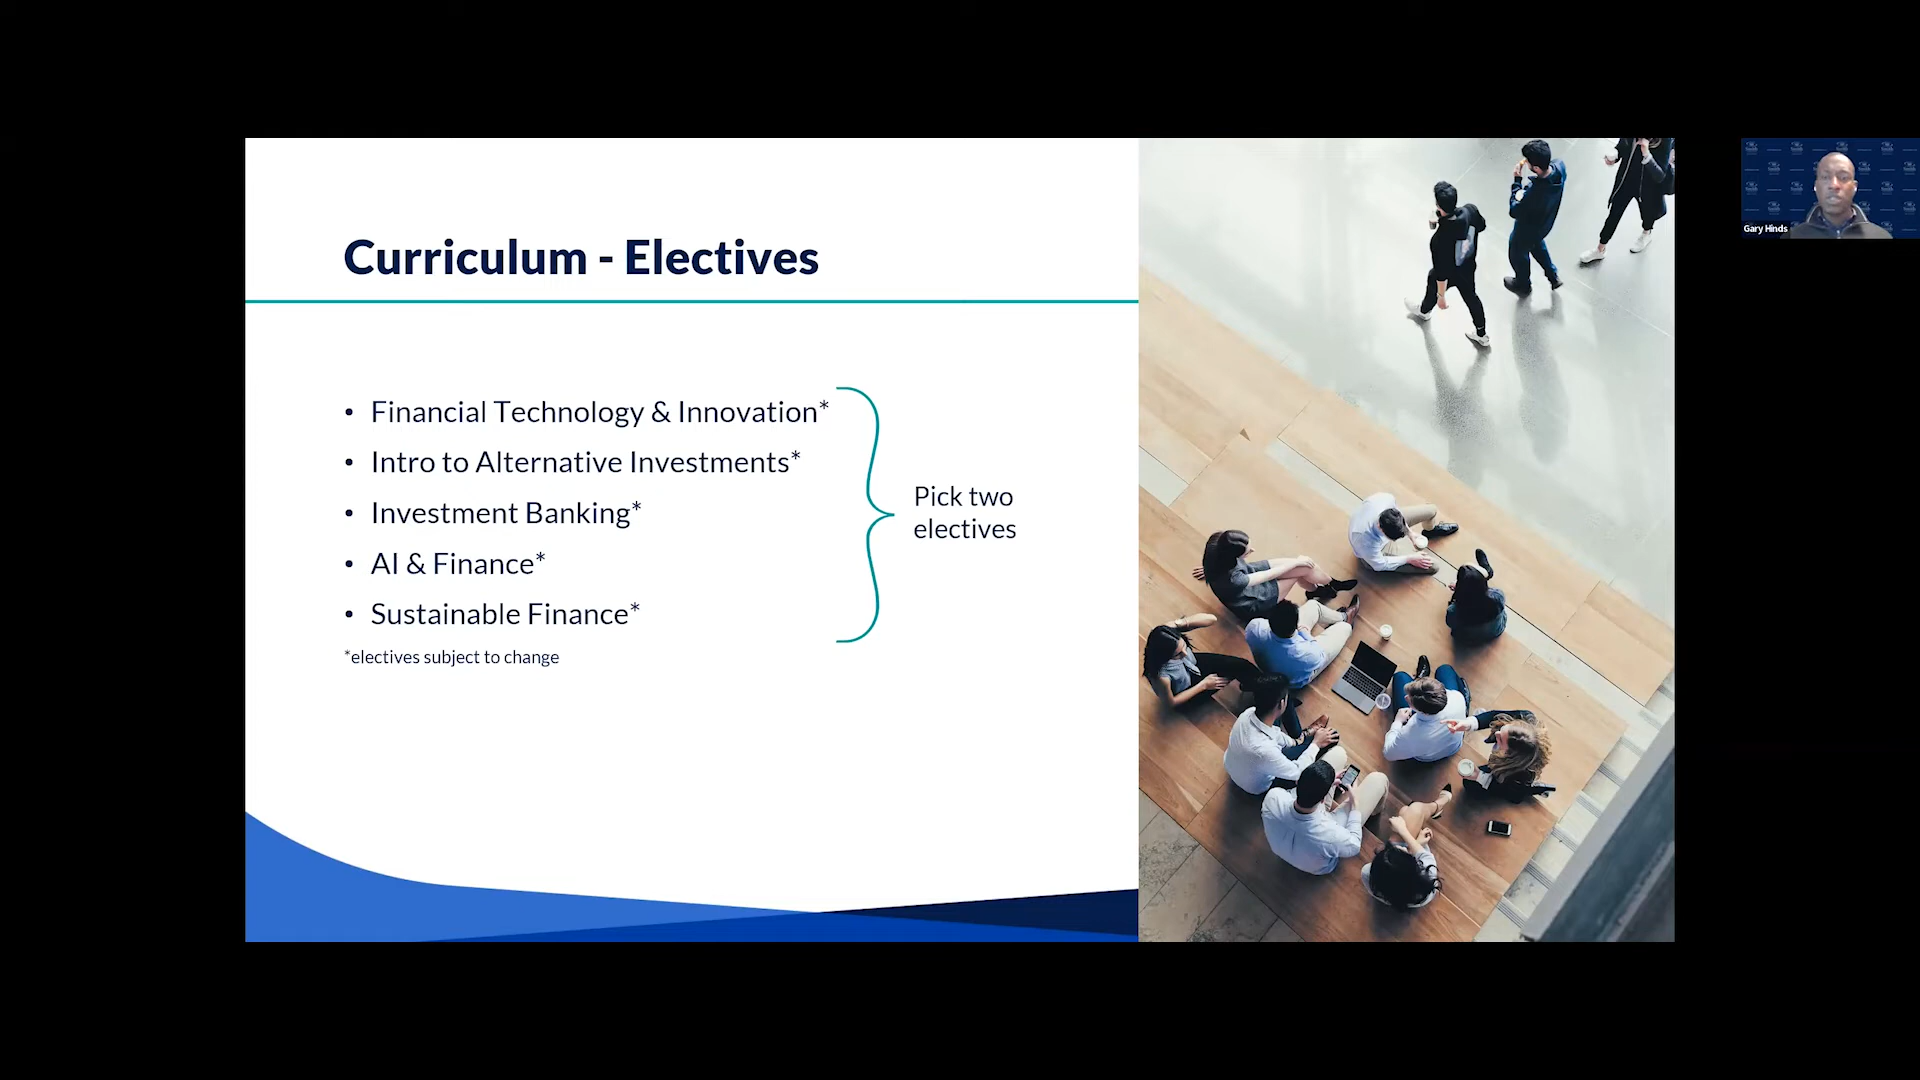 Curriculum - Electives
• Financial Technology & Innovation*
• Intro to Alternative Investments*
• Investment Banking*
• AI & Finance*
• Sustainable Finance*
*electives subject to change
Pick two
electives
Gary Hinds